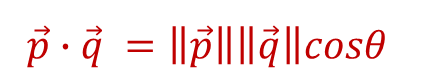 p⃗ · q⃗ = ‖p⃗‖‖q⃗‖cosθ